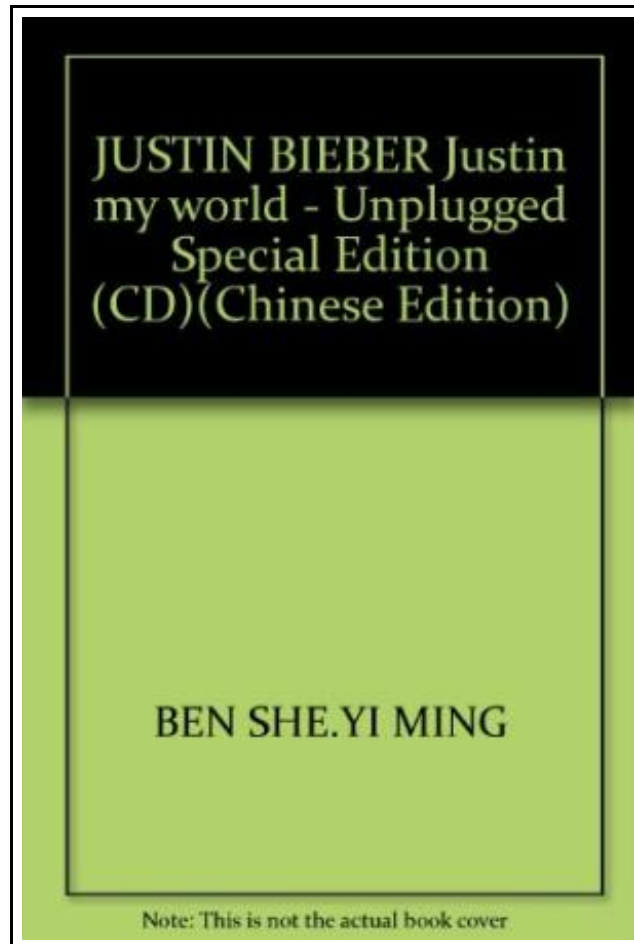 JUSTIN BIEBER Justin
my world - Unplugged
Special Edition
(CD)(Chinese Edition)
BEN SHE.YI MING
Note: This is not the actual book cover